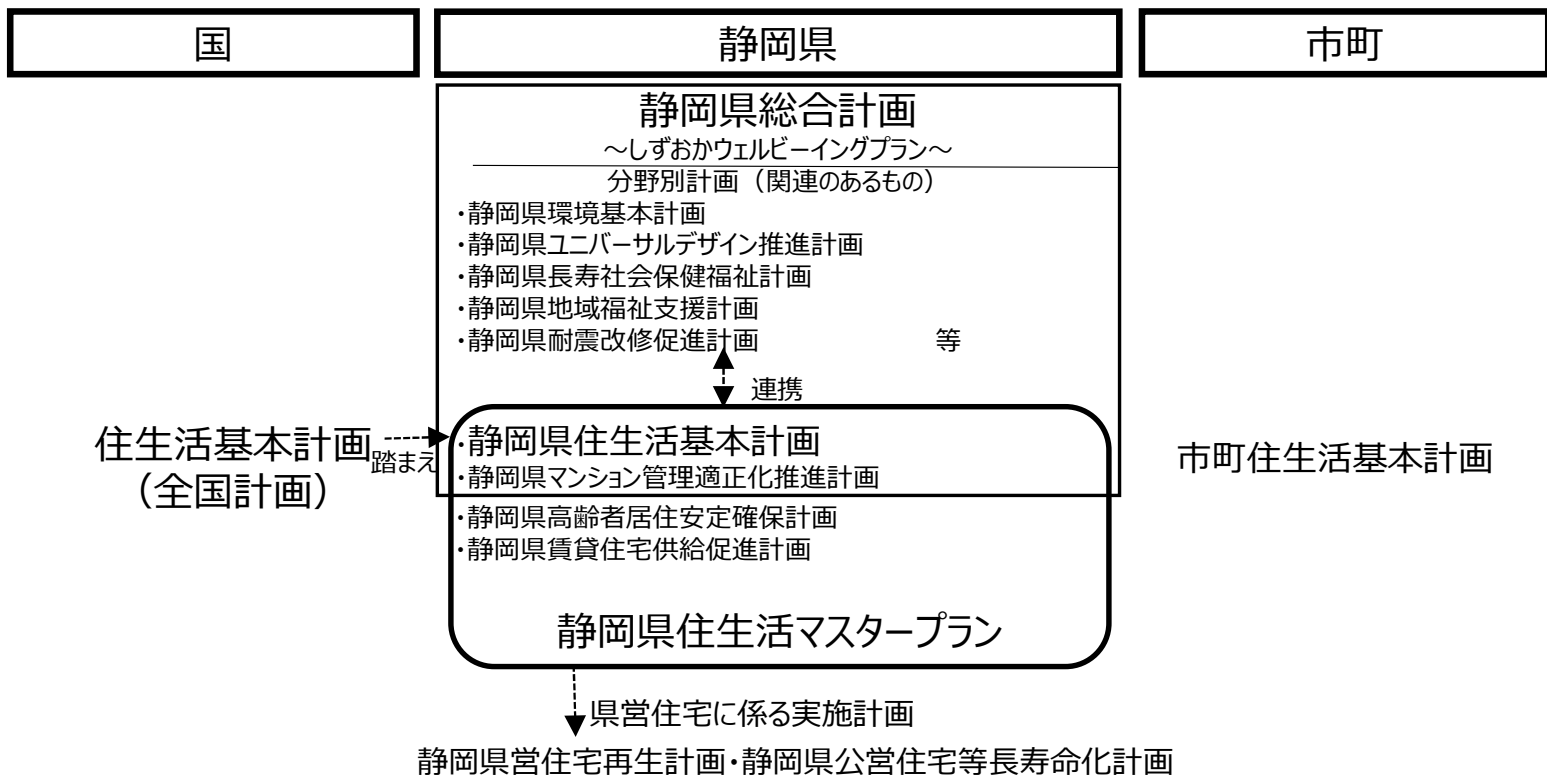 国
静岡県
市町
静岡県総合計画
～しずおかウェルビーイングプラン～
分野別計画（関連のあるもの）
・静岡県環境基本計画
・静岡県ユニバーサルデザイン推進計画
・静岡県長寿社会保健福祉計画
・静岡県地域福祉支援計画
・静岡県耐震改修促進計画 等
連携
住生活基本計画
（全国計画）
踏まえ
・静岡県住生活基本計画
・静岡県マンション管理適正化推進計画
・静岡県高齢者居住安定確保計画
・静岡県賃貸住宅供給促進計画
静岡県住生活マスタープラン
市町住生活基本計画
県営住宅に係る実施計画
静岡県営住宅再生計画・静岡県公営住宅等長寿命化計画